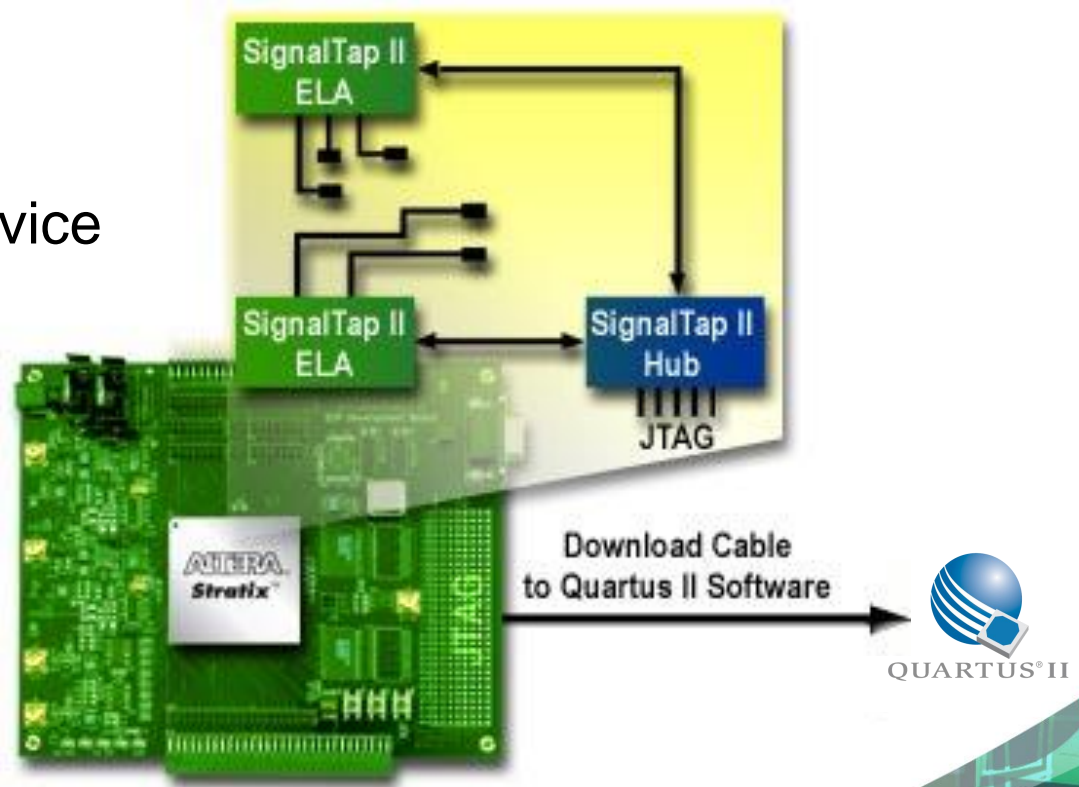 SignalTap II
ELA
vice
SignalTap II
ELA
SignalTap II
Hub
JTAG
ALTERA
Stratix™
JTAG
Download Cable
to Quartus II Software
QUARTUS® II